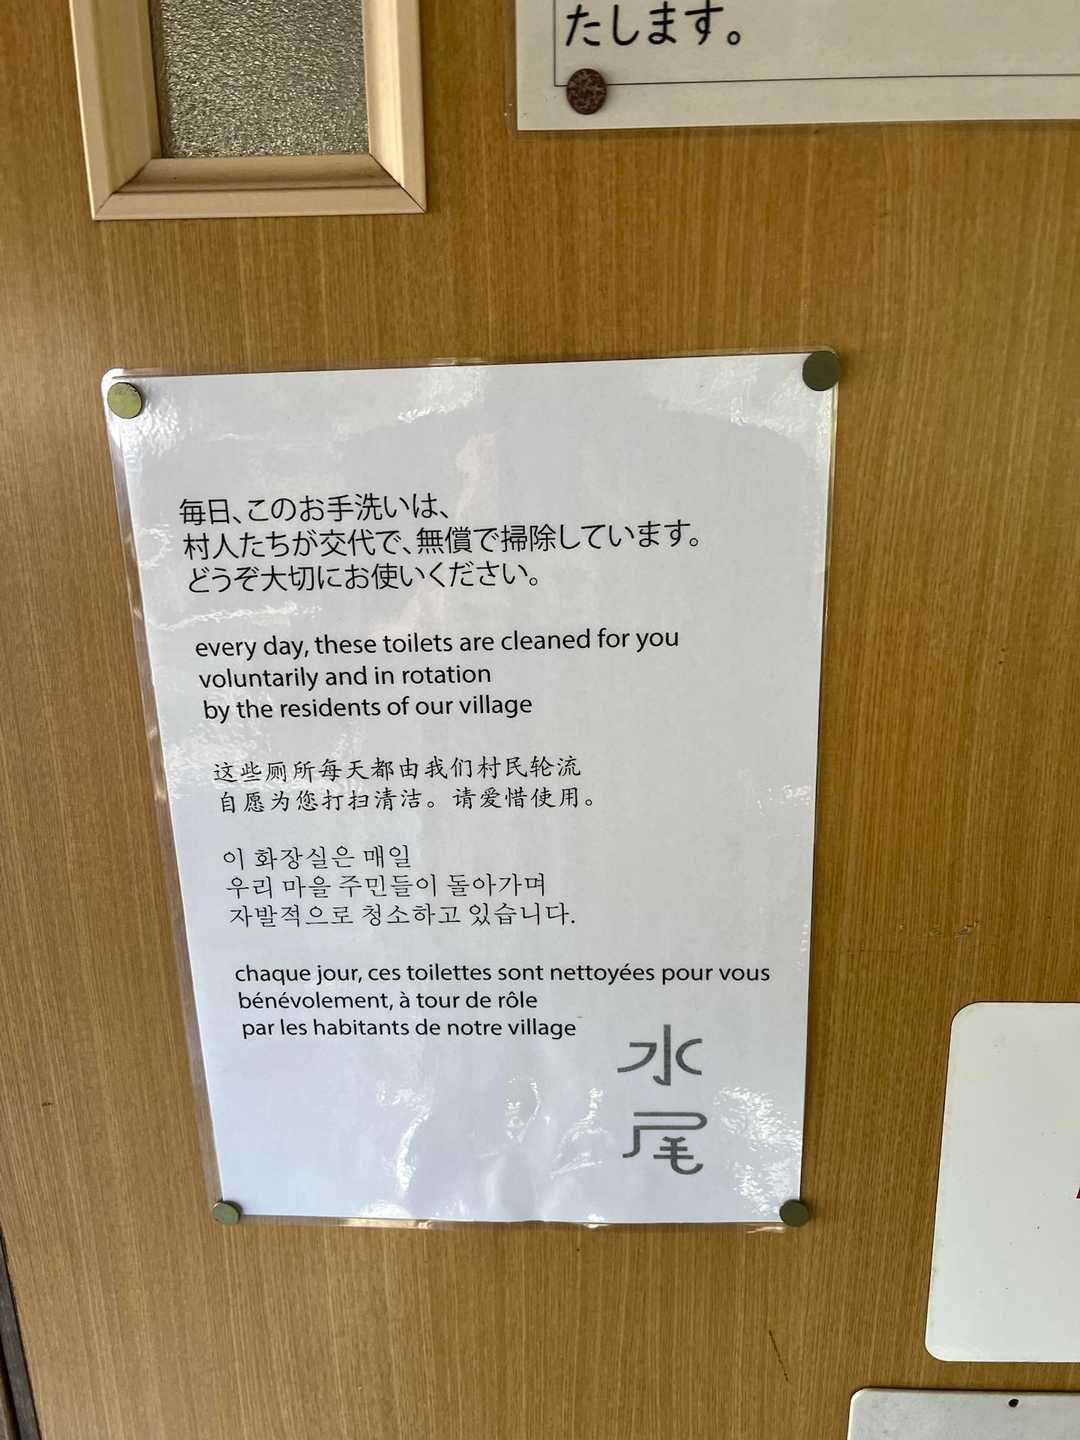 たします。
毎日、このお手洗いは、
村人たちが交代で、無償で掃除しています。
どうぞ大切にお使いください。
every day, these toilets are cleaned for you
voluntarily and in rotation
by the residents of our village
这些厕所每天都由我们村民轮流
自愿为您打扫清洁。请爱惜使用。
이 화장실은 매일
우리 마을 주민들이 돌아가며
자발적으로 청소하고 있습니다.
chaque jour, ces toilettes sont nettoyées pour vous
bénévolement, à tour de rôle
par les habitants de notre village
水
尾